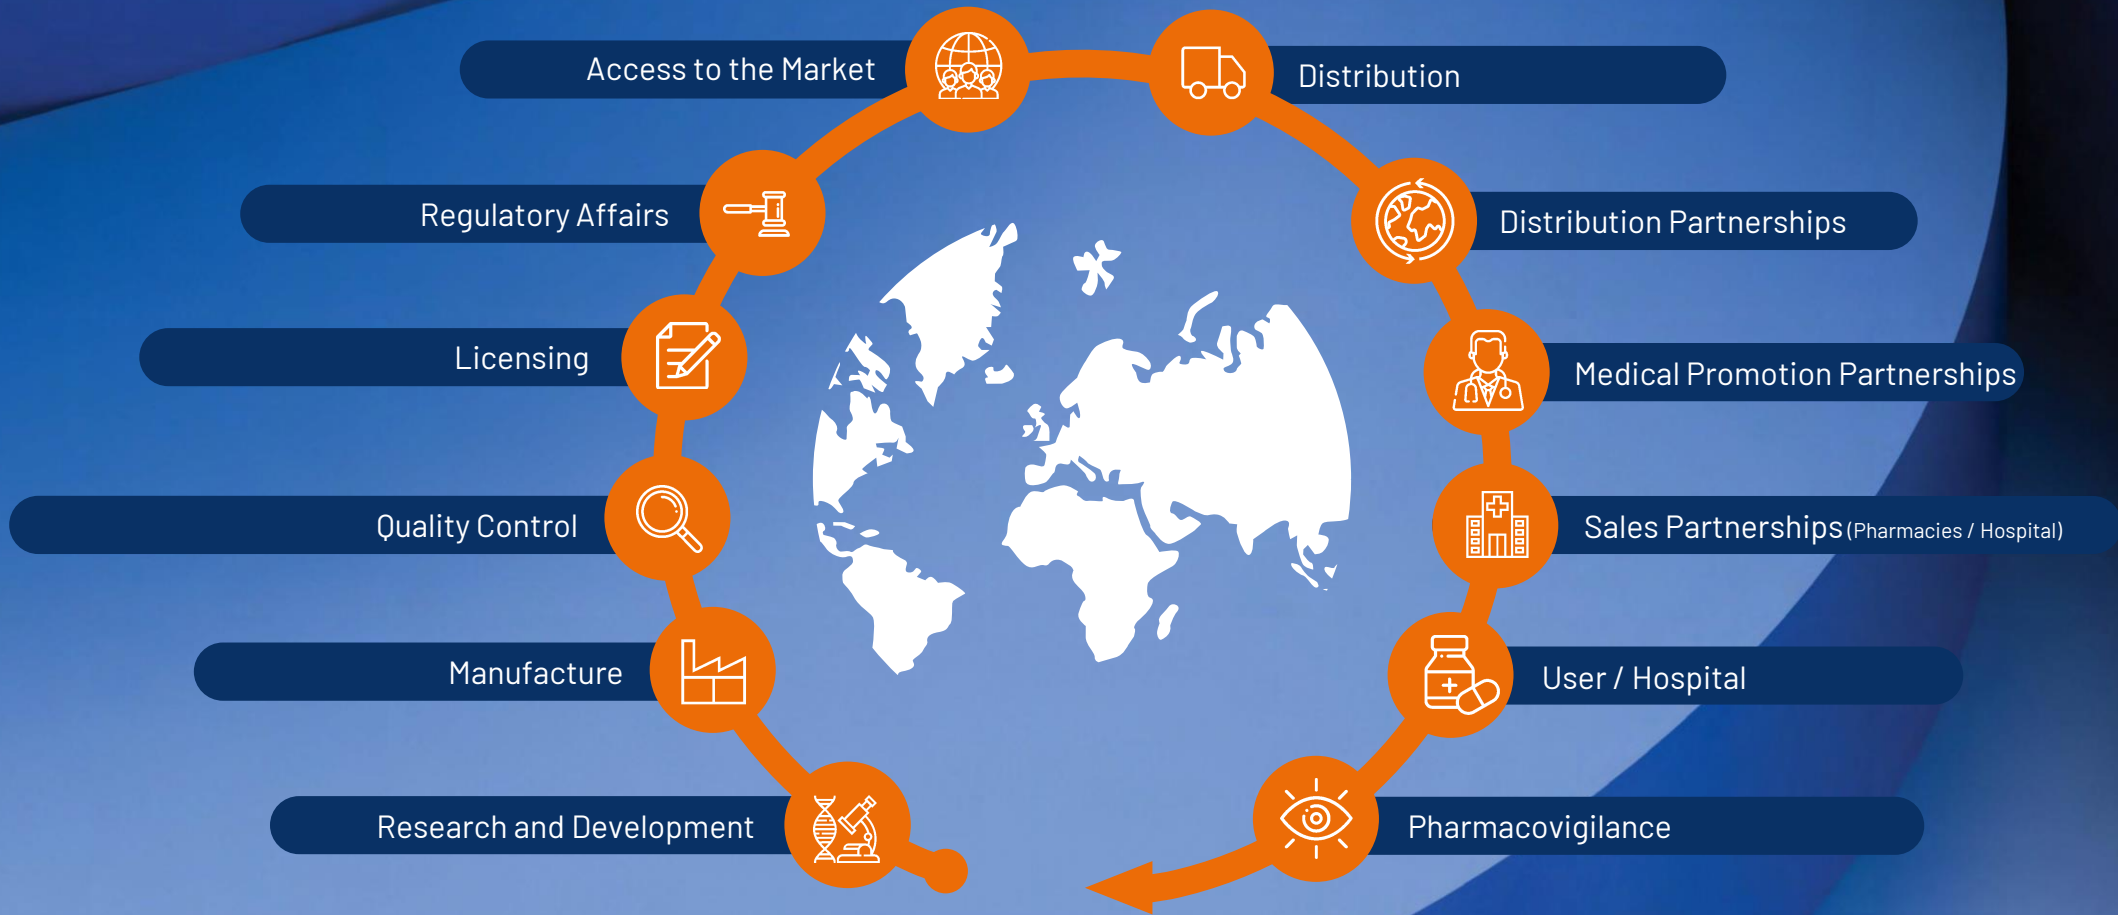 Access to the Market
Distribution
Regulatory Affairs
Distribution Partnerships
Licensing
Medical Promotion Partnerships
Quality Control
Sales Partnerships (Pharmacies / Hospital)
Manufacture
User / Hospital
Research and Development
Pharmacovigilance